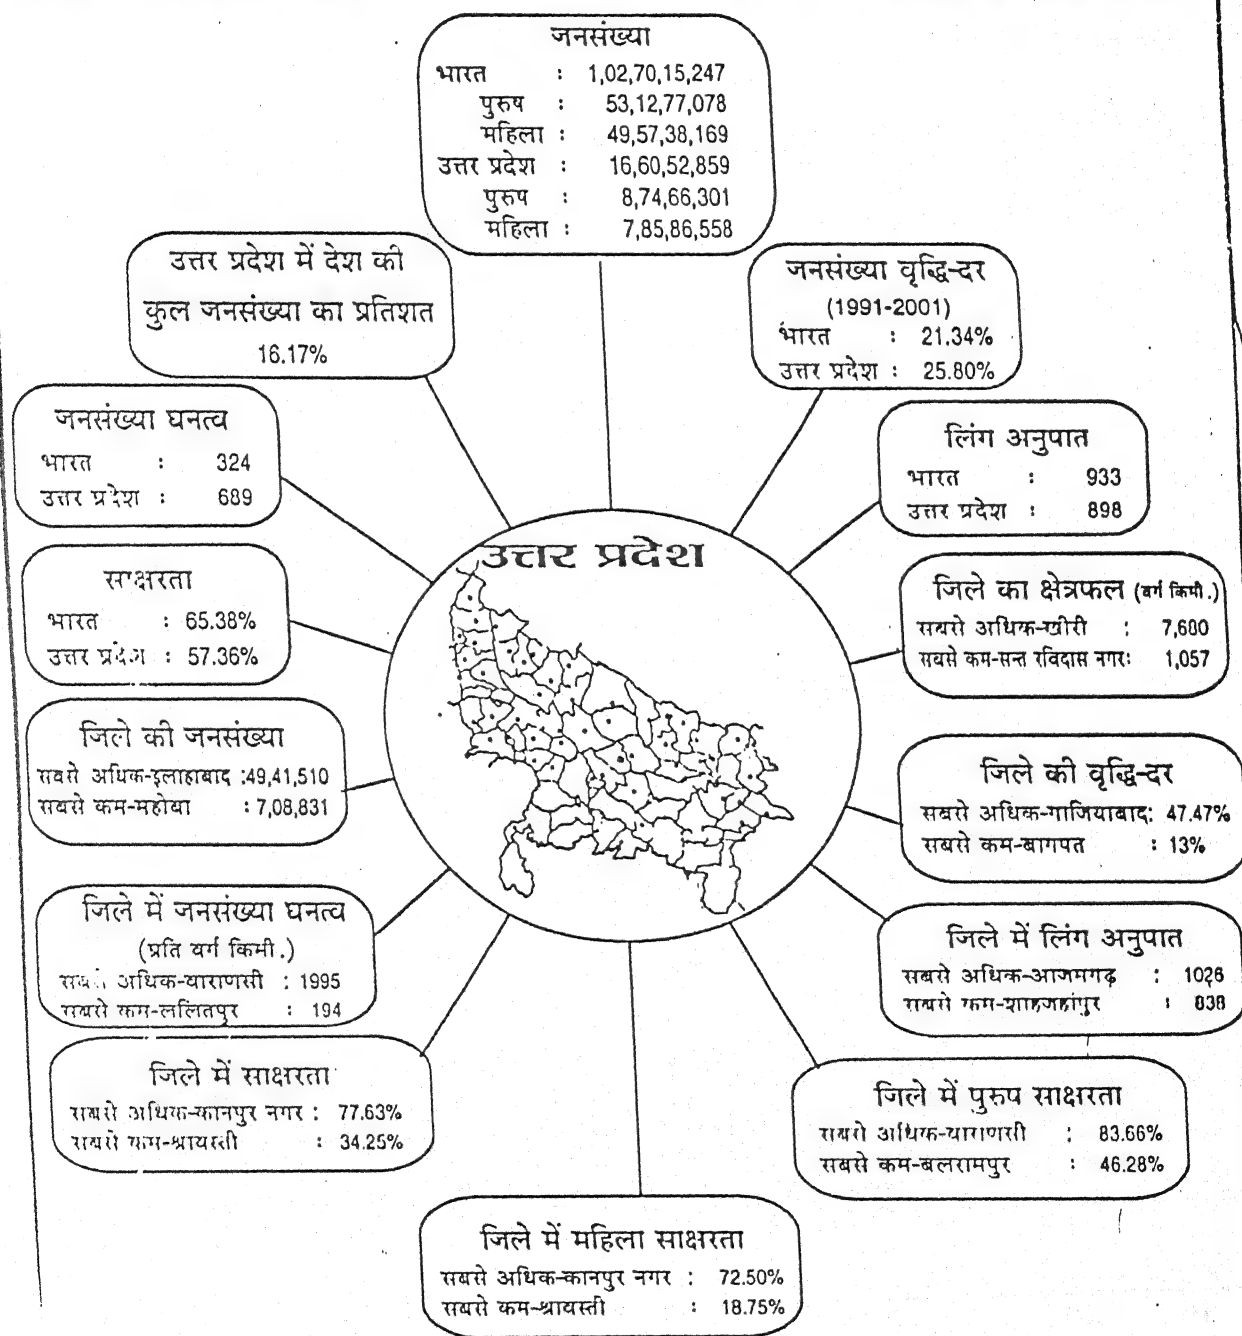 जनसंख्या
भारत : 1,02,70,15,247
पुरुष : 53,12,77,078
महिला : 49,57,38,169
उत्तर प्रदेश : 16,60,52,859
पुरुष : 8,74,66,301
महिला : 7,85,86,558
उत्तर प्रदेश में देश की
कुल जनसंख्या का प्रतिशत
16.17%
जनसंख्या वृद्धि-दर
(1991-2001)
भारत : 21.34%
उत्तर प्रदेश : 25.80%
जनसंख्या घनत्व
भारत : 324
उत्तर प्रदेश : 689
लिंग अनुपात
भारत : 933
उत्तर प्रदेश : 898
उत्तर प्रदेश
साक्षरता
भारत : 65.38%
उत्तर प्रदेश : 57.36%
जिले का क्षेत्रफल (वर्ग किमी.)
सबसे अधिक-खीरी : 7,680
सबसे कम-सन्त रविदास नगर: 1,057
जिले की जनसंख्या
सबसे अधिक-इलाहाबाद :49,41,510
सबसे कम-महोबा : 7,08,831
जिले की वृद्धि-दर
सबसे अधिक-गाजियाबाद: 47.47%
सबसे कम-बागपत : 13%
जिले में जनसंख्या घनत्व
(प्रति वर्ग किमी.)
सबसे अधिक-वाराणसी : 1995
सबसे कम-ललितपुर : 194
जिले में लिंग अनुपात
सबसे अधिक-आजमगढ़ : 1026
सबसे कम-शाहजहांपुर : 838
जिले में साक्षरता
सबसे अधिक-कानपुर नगर : 77.63%
सबसे कम-श्रावस्ती : 34.25%
जिले में पुरुष साक्षरता
सबसे अधिक-वाराणसी : 83.66%
सबसे कम-बलरामपुर : 46.28%
जिले में महिला साक्षरता
सबसे अधिक-कानपुर नगर : 72.50%
सबसे कम-श्रावस्ती : 18.75%